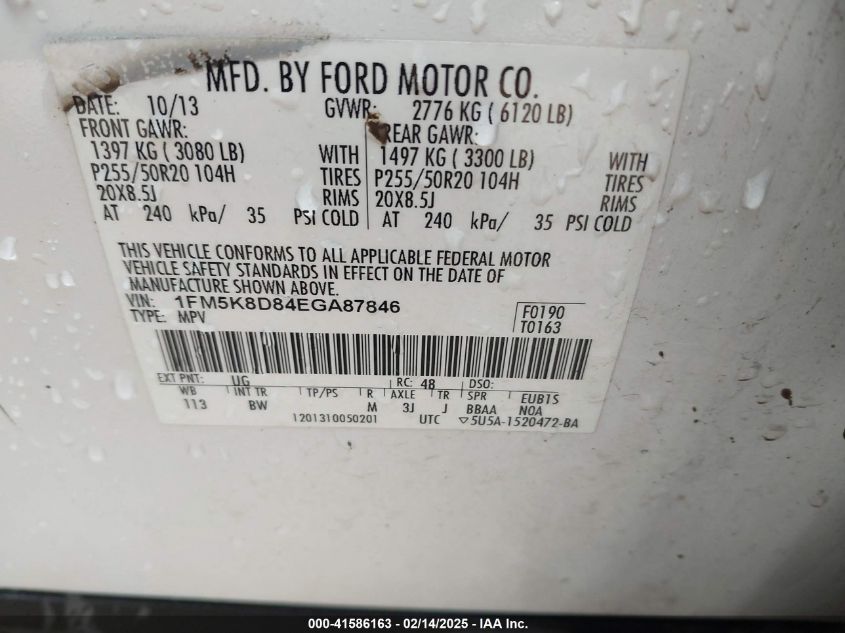 MFD. BY FORD MOTOR CO.
DATE: 10/13 GVWR: 2776 KG ( 6120 LB)
FRONT GAWR: REAR GAWR:
1397 KG ( 3080 LB) WITH 1497 KG ( 3300 LB) WITH
P255/50R20 104H TIRES P255/50R20 104H TIRES
20X8.5J RIMS 20X8.5J RIMS
AT 240 kPa/ 35 PSI COLD AT 240 kPa/ 35 PSI COLD
THIS VEHICLE CONFORMS TO ALL APPLICABLE FEDERAL MOTOR
VEHICLE SAFETY STANDARDS IN EFFECT ON THE DATE OF
MANUFACTURE SHOWN ABOVE.
VIN: 1FM5K8D84EGA87846 F0190
TYPE: MPV T0163
EXT PNT: UG RC: 48 DSO:
WB INT TR TP/PS R AXLE TR SPR EUB1S
113 BW M 3J J BBAA NOA
1201310050201 UTC ▽5U5A-1520472-BA
000-41586163 - 02/14/2025 - IAA Inc.